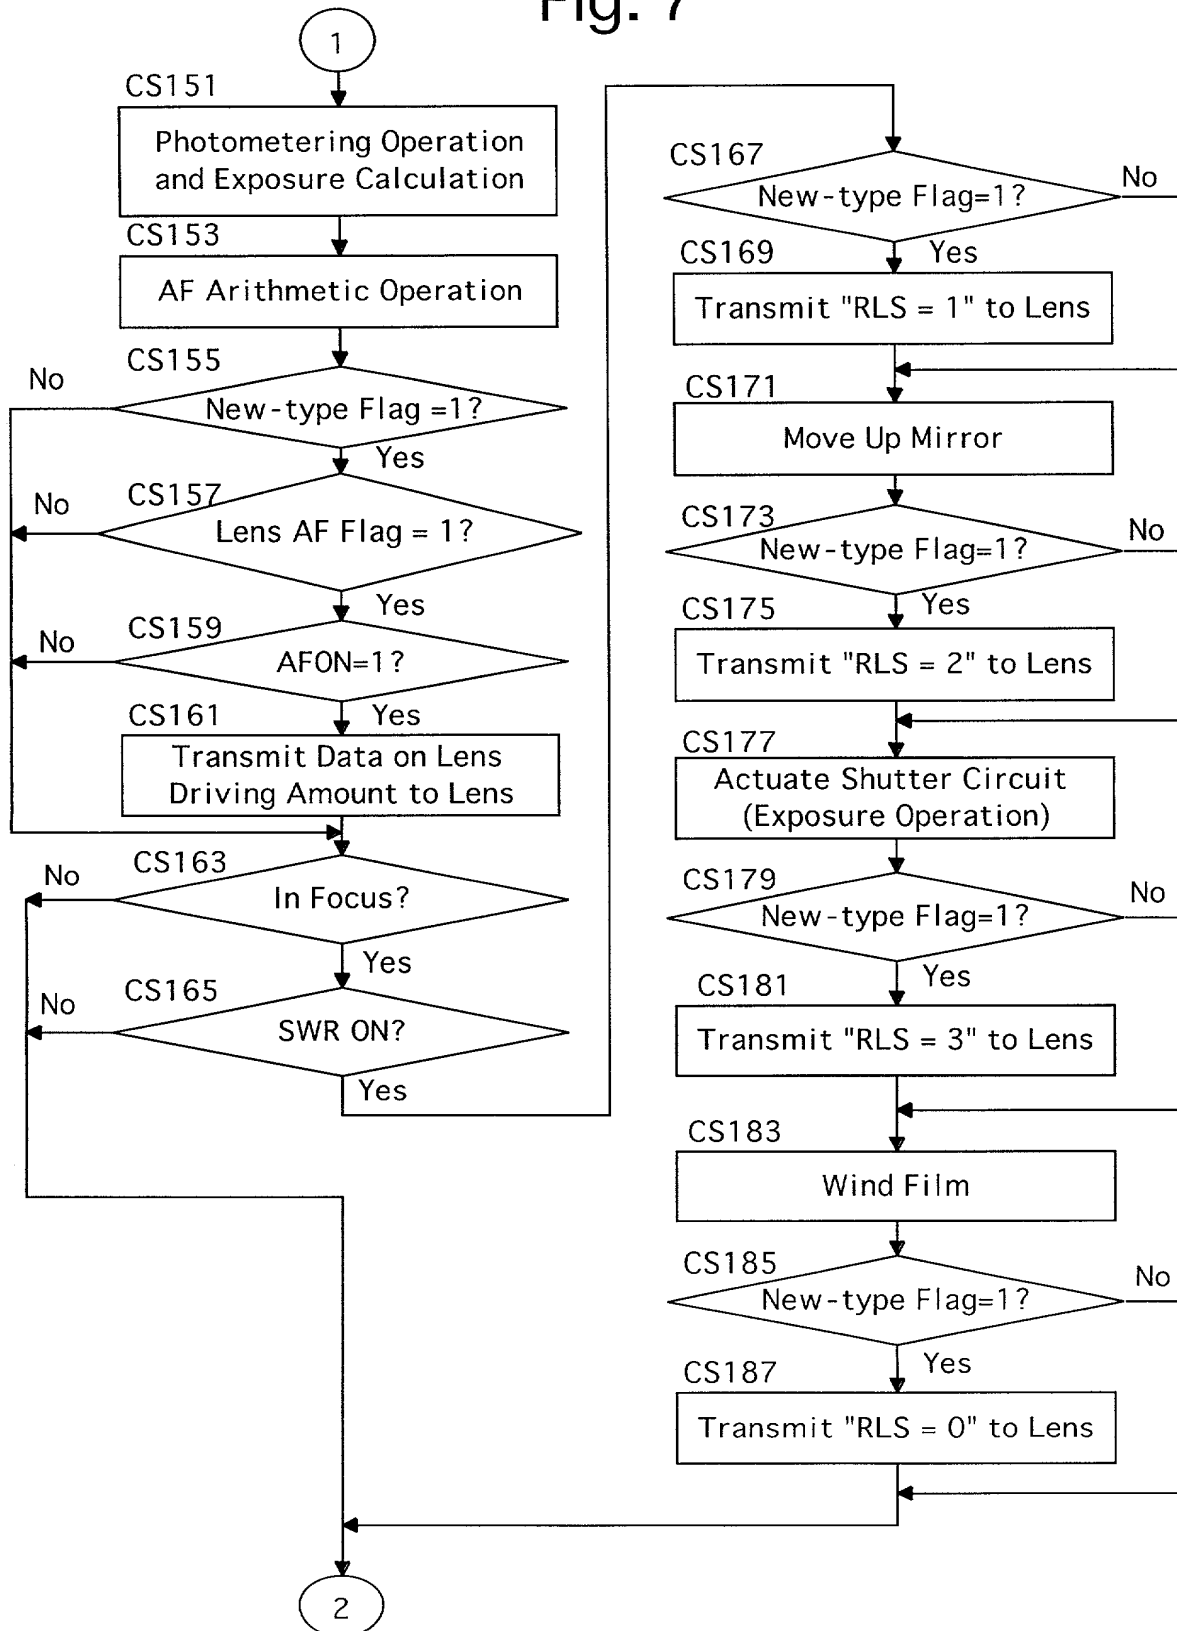 Fig. 7
1
CS151
Photometering Operation
and Exposure Calculation
CS153
AF Arithmetic Operation
CS155
No
New-type Flag =1?
Yes
CS157
No
Lens AF Flag = 1?
Yes
CS159
No
AFON=1?
Yes
CS161
Transmit Data on Lens
Driving Amount to Lens
CS163
No
In Focus?
Yes
CS165
No
SWR ON?
Yes
CS167
No
New-type Flag=1?
Yes
CS169
Transmit "RLS = 1" to Lens
CS171
Move Up Mirror
CS173
No
New-type Flag=1?
Yes
CS175
Transmit "RLS = 2" to Lens
CS177
Actuate Shutter Circuit
(Exposure Operation)
CS179
No
New-type Flag=1?
Yes
CS181
Transmit "RLS = 3" to Lens
CS183
Wind Film
CS185
No
New-type Flag=1?
Yes
CS187
Transmit "RLS = 0" to Lens
2